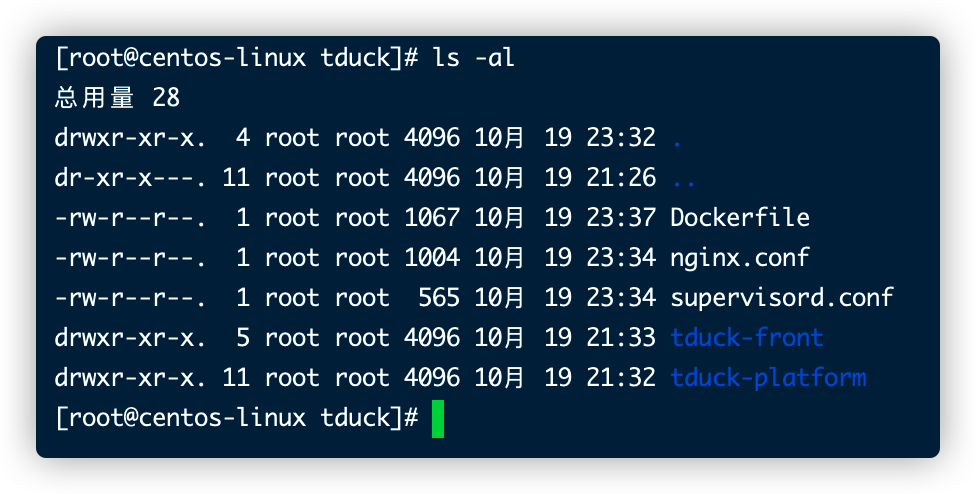 [root@centos-linux tduck]# ls -al
总用量 28
drwxr-xr-x.  4 root root 4096 10月 19 23:32 .
dr-xr-x---. 11 root root 4096 10月 19 21:26 ..
-rw-r--r--.  1 root root 1067 10月 19 23:37 Dockerfile
-rw-r--r--.  1 root root 1004 10月 19 23:34 nginx.conf
-rw-r--r--.  1 root root  565 10月 19 23:34 supervisord.conf
drwxr-xr-x.  5 root root 4096 10月 19 21:33 tduck-front
drwxr-xr-x. 11 root root 4096 10月 19 21:32 tduck-platform
[root@centos-linux tduck]#